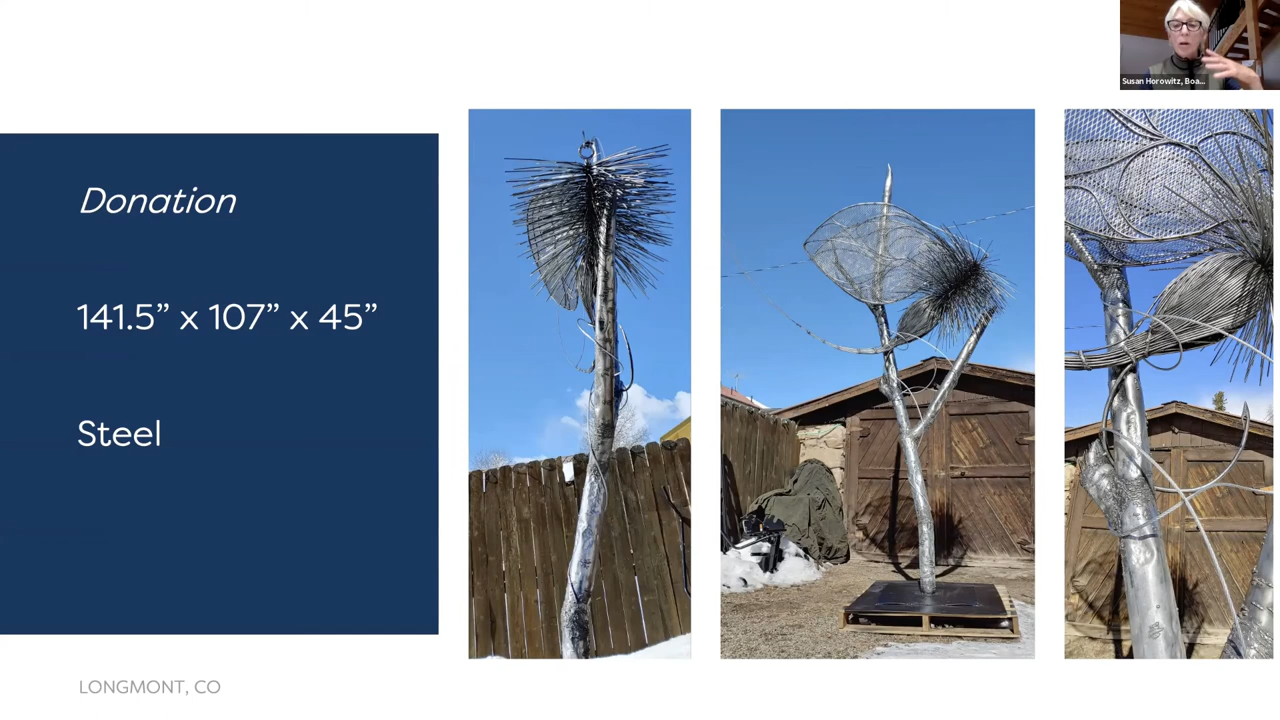 Susan Horowitz, Boa...
Donation
141.5” x 107” x 45”
Steel
LONGMONT, CO